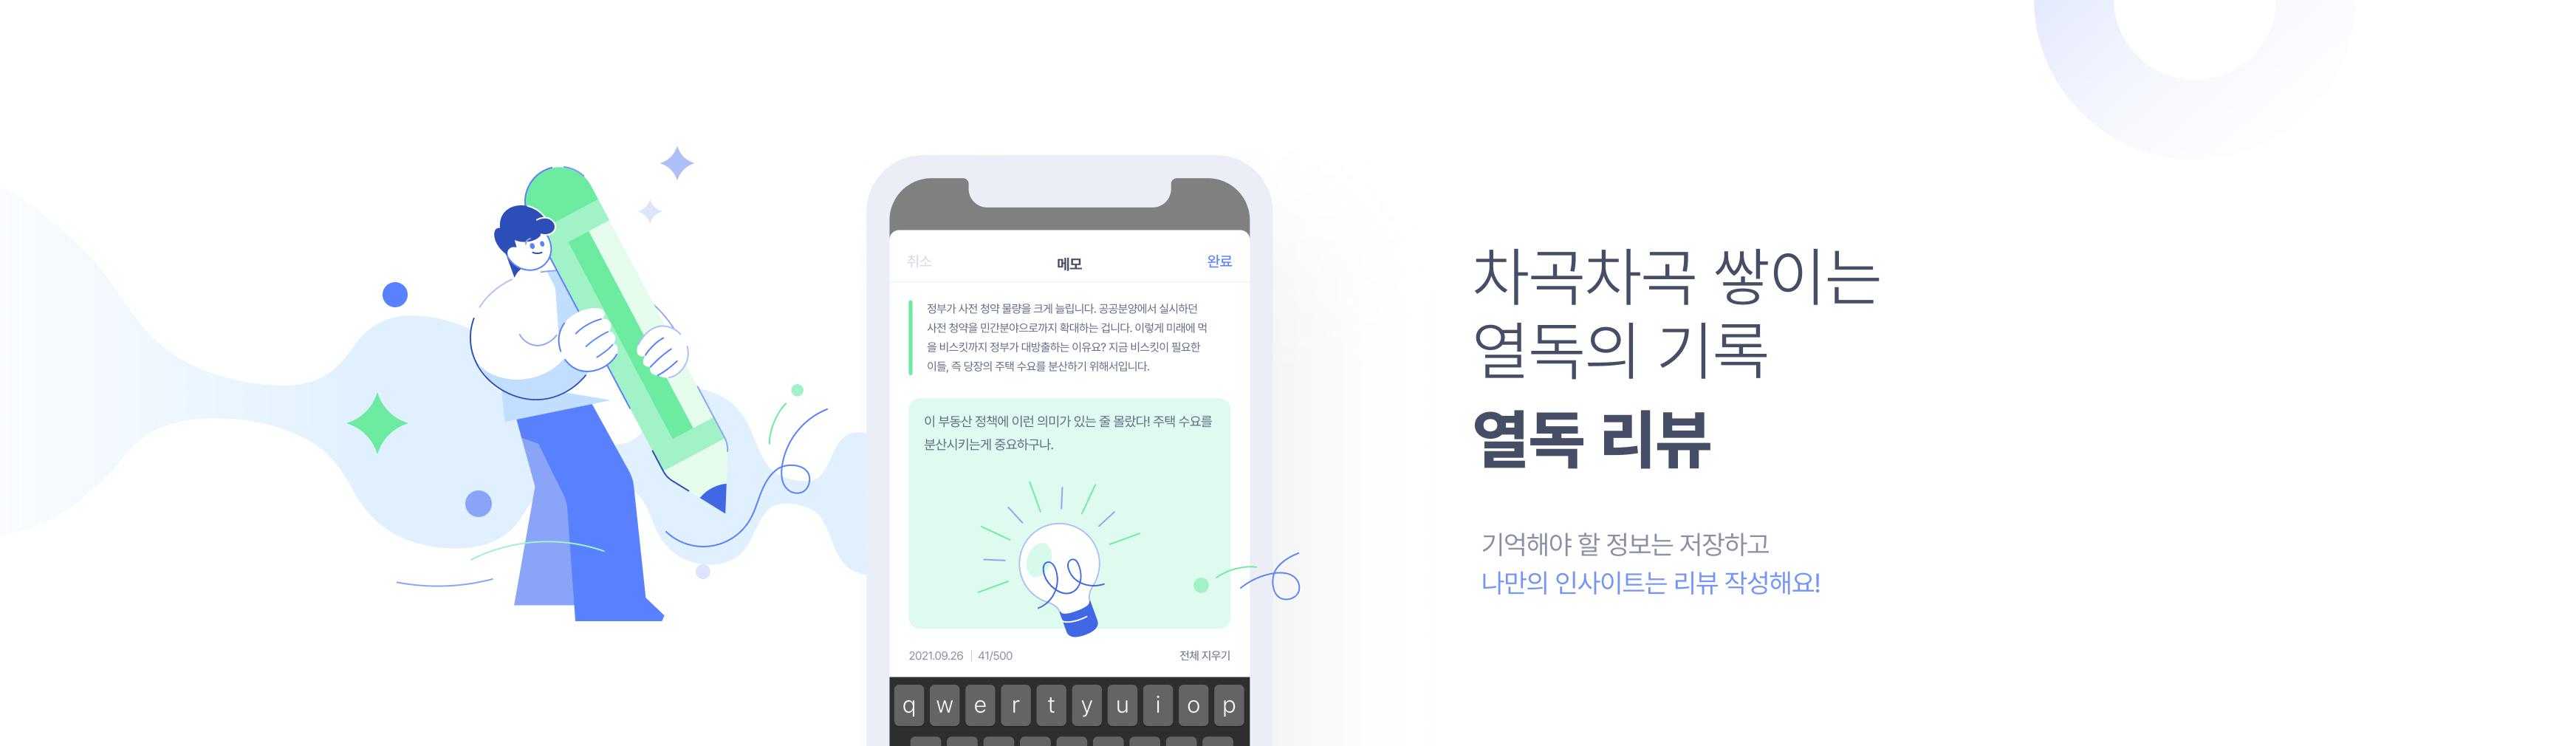 취소
메모
완료
정부가 사전 청약 물량을 크게 늘립니다. 공공분양에서 실시하던
사전 청약을 민간분야으로까지 확대하는 겁니다. 이렇게 미래에 먹
을 비스킷까지 정부가 대방출하는 이유요? 지금 비스킷이 필요한
이들, 즉 당장의 주택 수요를 분산하기 위해서입니다.
이 부동산 정책에 이런 의미가 있는 줄 몰랐다! 주택 수요를
분산시키는게 중요하구나.
2021.09.26 | 41/500
전체 지우기
q w e r t y u i o p
차곡차곡 쌓이는
열독의 기록
열독 리뷰
기억해야 할 정보는 저장하고
나만의 인사이트는 리뷰 작성해요!